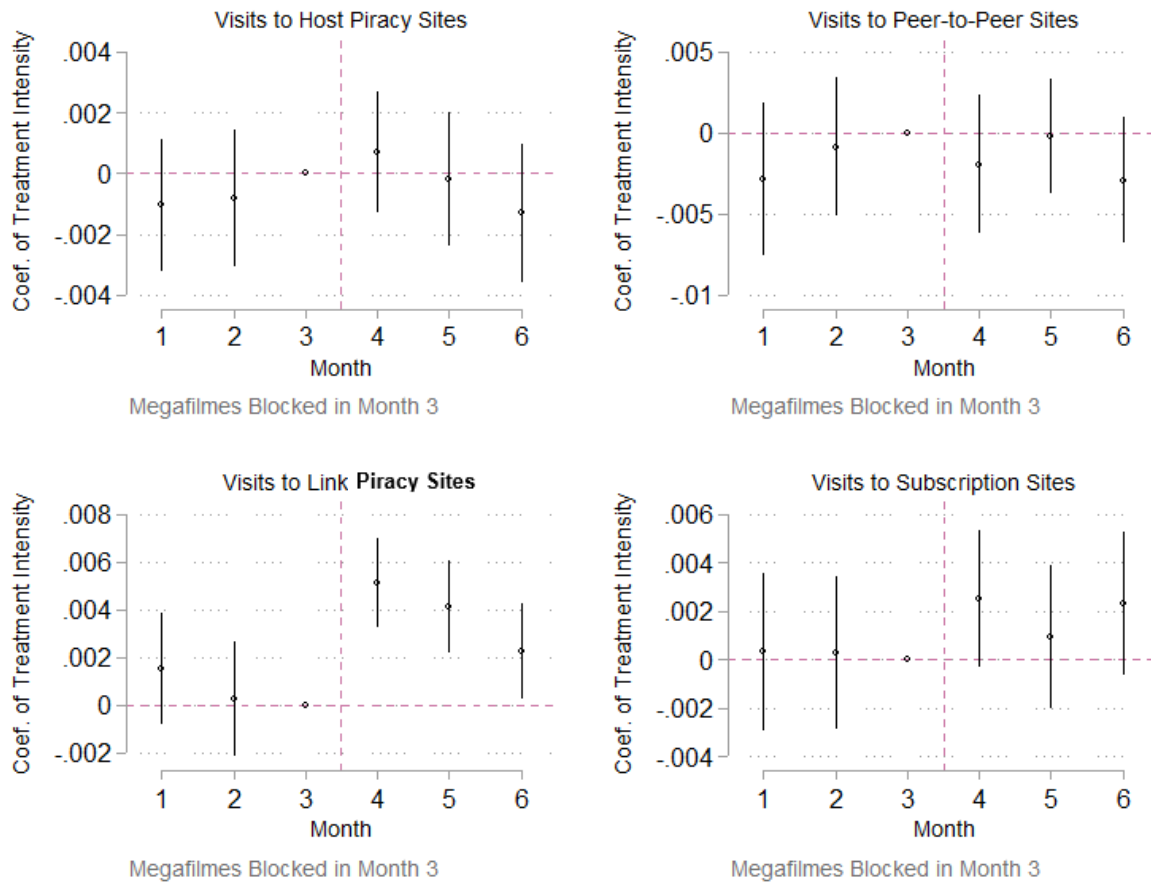 Visits to Host Piracy Sites
Coef. of Treatment Intensity
.004
.002
0
-.002
-.004
1 2 3 4 5 6
Month
Megafilmes Blocked in Month 3
Visits to Peer-to-Peer Sites
Coef. of Treatment Intensity
.005
0
-.005
-.01
1 2 3 4 5 6
Month
Megafilmes Blocked in Month 3
Visits to Link Piracy Sites
Coef. of Treatment Intensity
.008
.006
.004
.002
0
-.002
1 2 3 4 5 6
Month
Megafilmes Blocked in Month 3
Visits to Subscription Sites
Coef. of Treatment Intensity
.006
.004
.002
0
-.002
-.004
1 2 3 4 5 6
Month
Megafilmes Blocked in Month 3